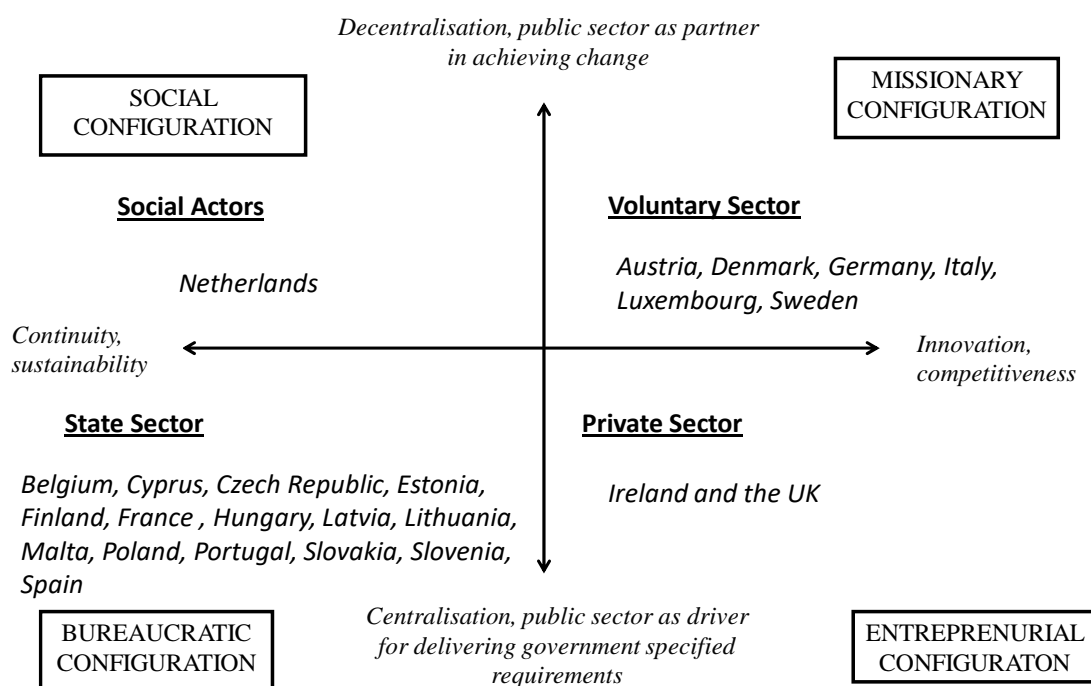 Decentralisation, public sector as partner
in achieving change
SOCIAL
CONFIGURATION
MISSIONARY
CONFIGURATION
Social Actors
Voluntary Sector
Netherlands
Austria, Denmark, Germany, Italy,
Luxembourg, Sweden
Continuity,
sustainability
Innovation,
competitiveness
State Sector
Private Sector
Belgium, Cyprus, Czech Republic, Estonia,
Finland, France , Hungary, Latvia, Lithuania,
Malta, Poland, Portugal, Slovakia, Slovenia,
Spain
Ireland and the UK
BUREAUCRATIC
CONFIGURATION
Centralisation, public sector as driver
for delivering government specified
requirements
ENTREPRENURIAL
CONFIGURATON